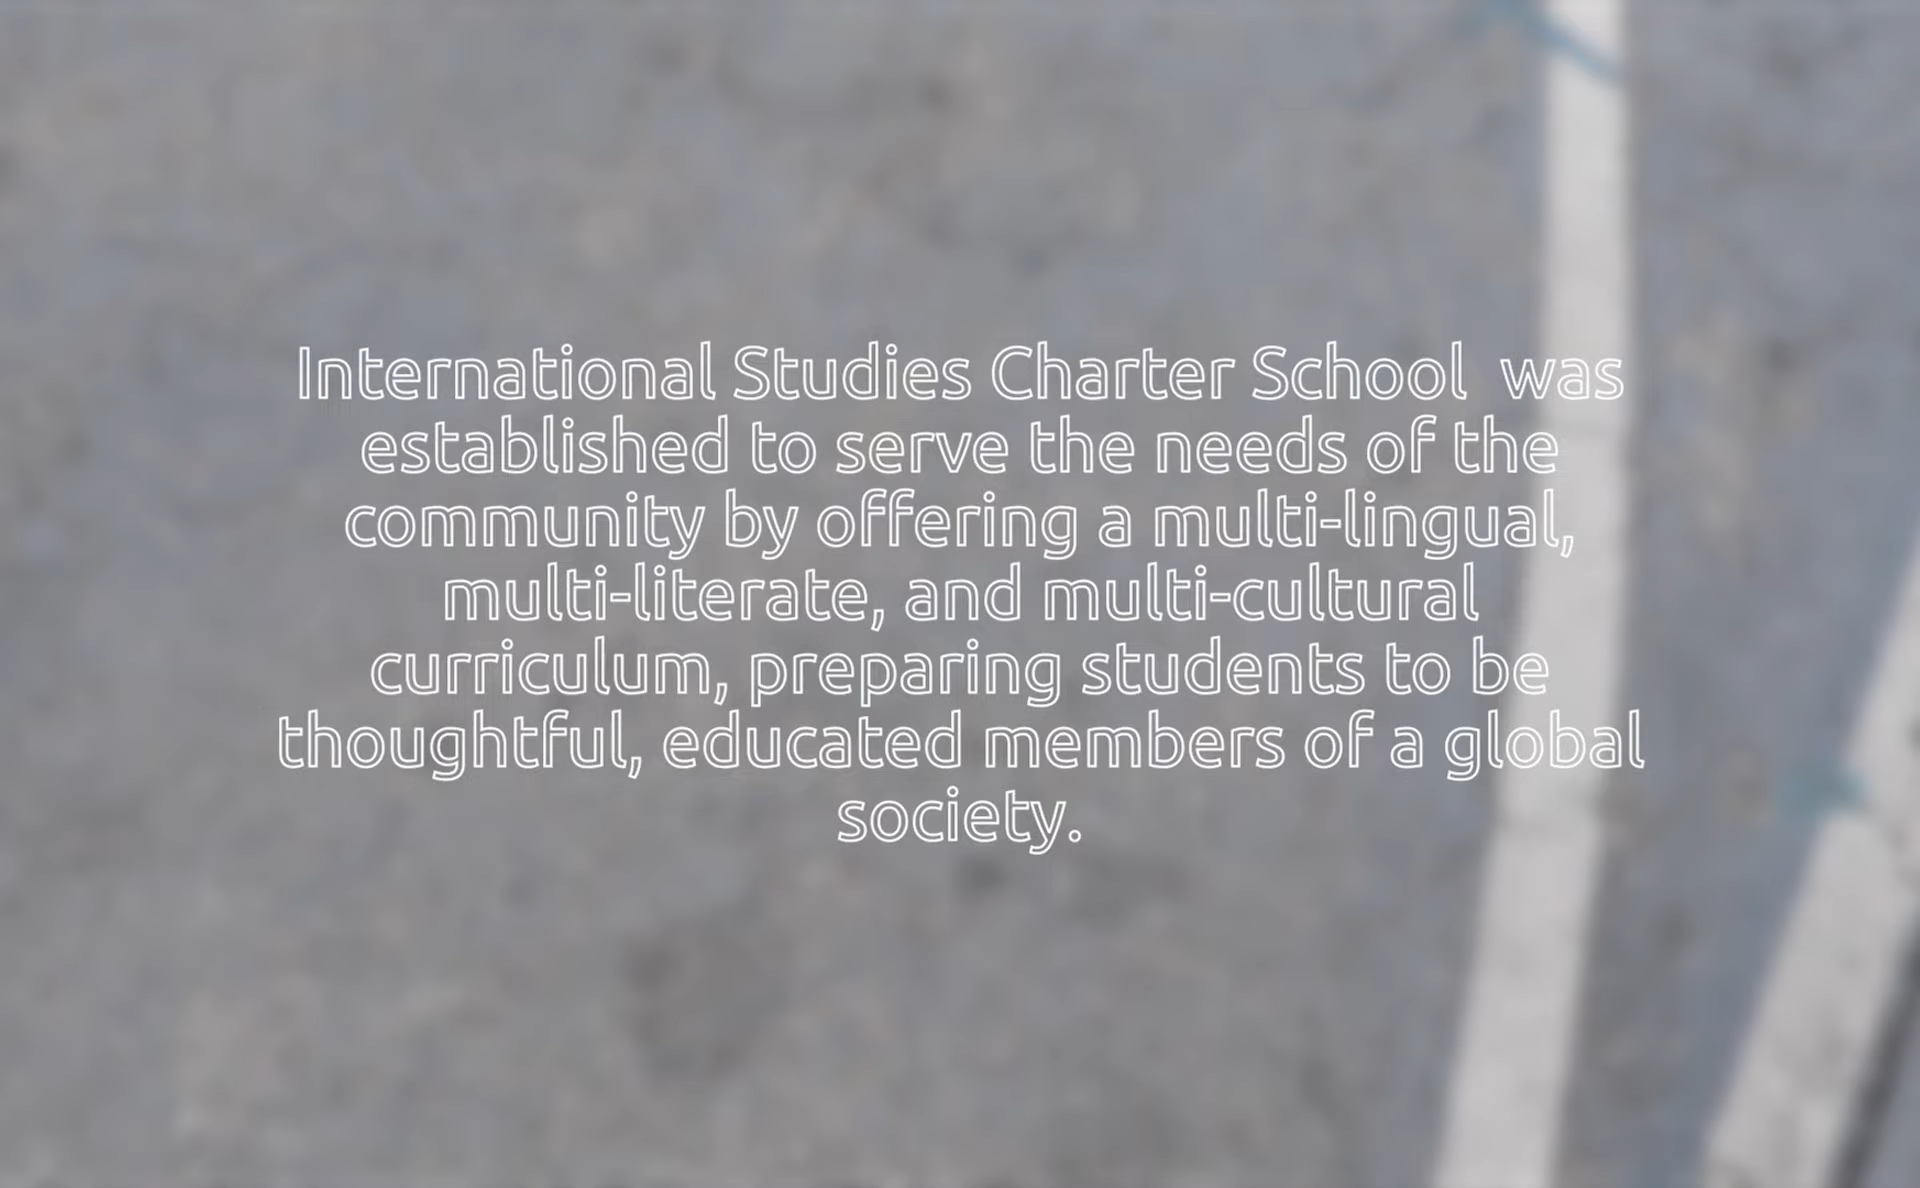 International Studies Charter School  was
established to serve the needs of the
community by offering a multi-lingual,
multi-literate, and multi-cultural
curriculum, preparing students to be
thoughtful, educated members of a global
society.